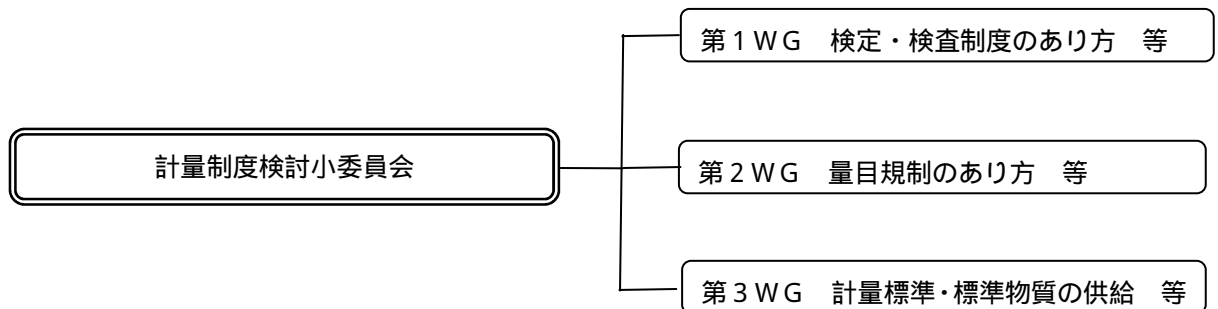 計量制度検討小委員会
第１ＷＧ　検定・検査制度のあり方　等
第２ＷＧ　量目規制のあり方　等
第３ＷＧ　計量標準・標準物質の供給　等